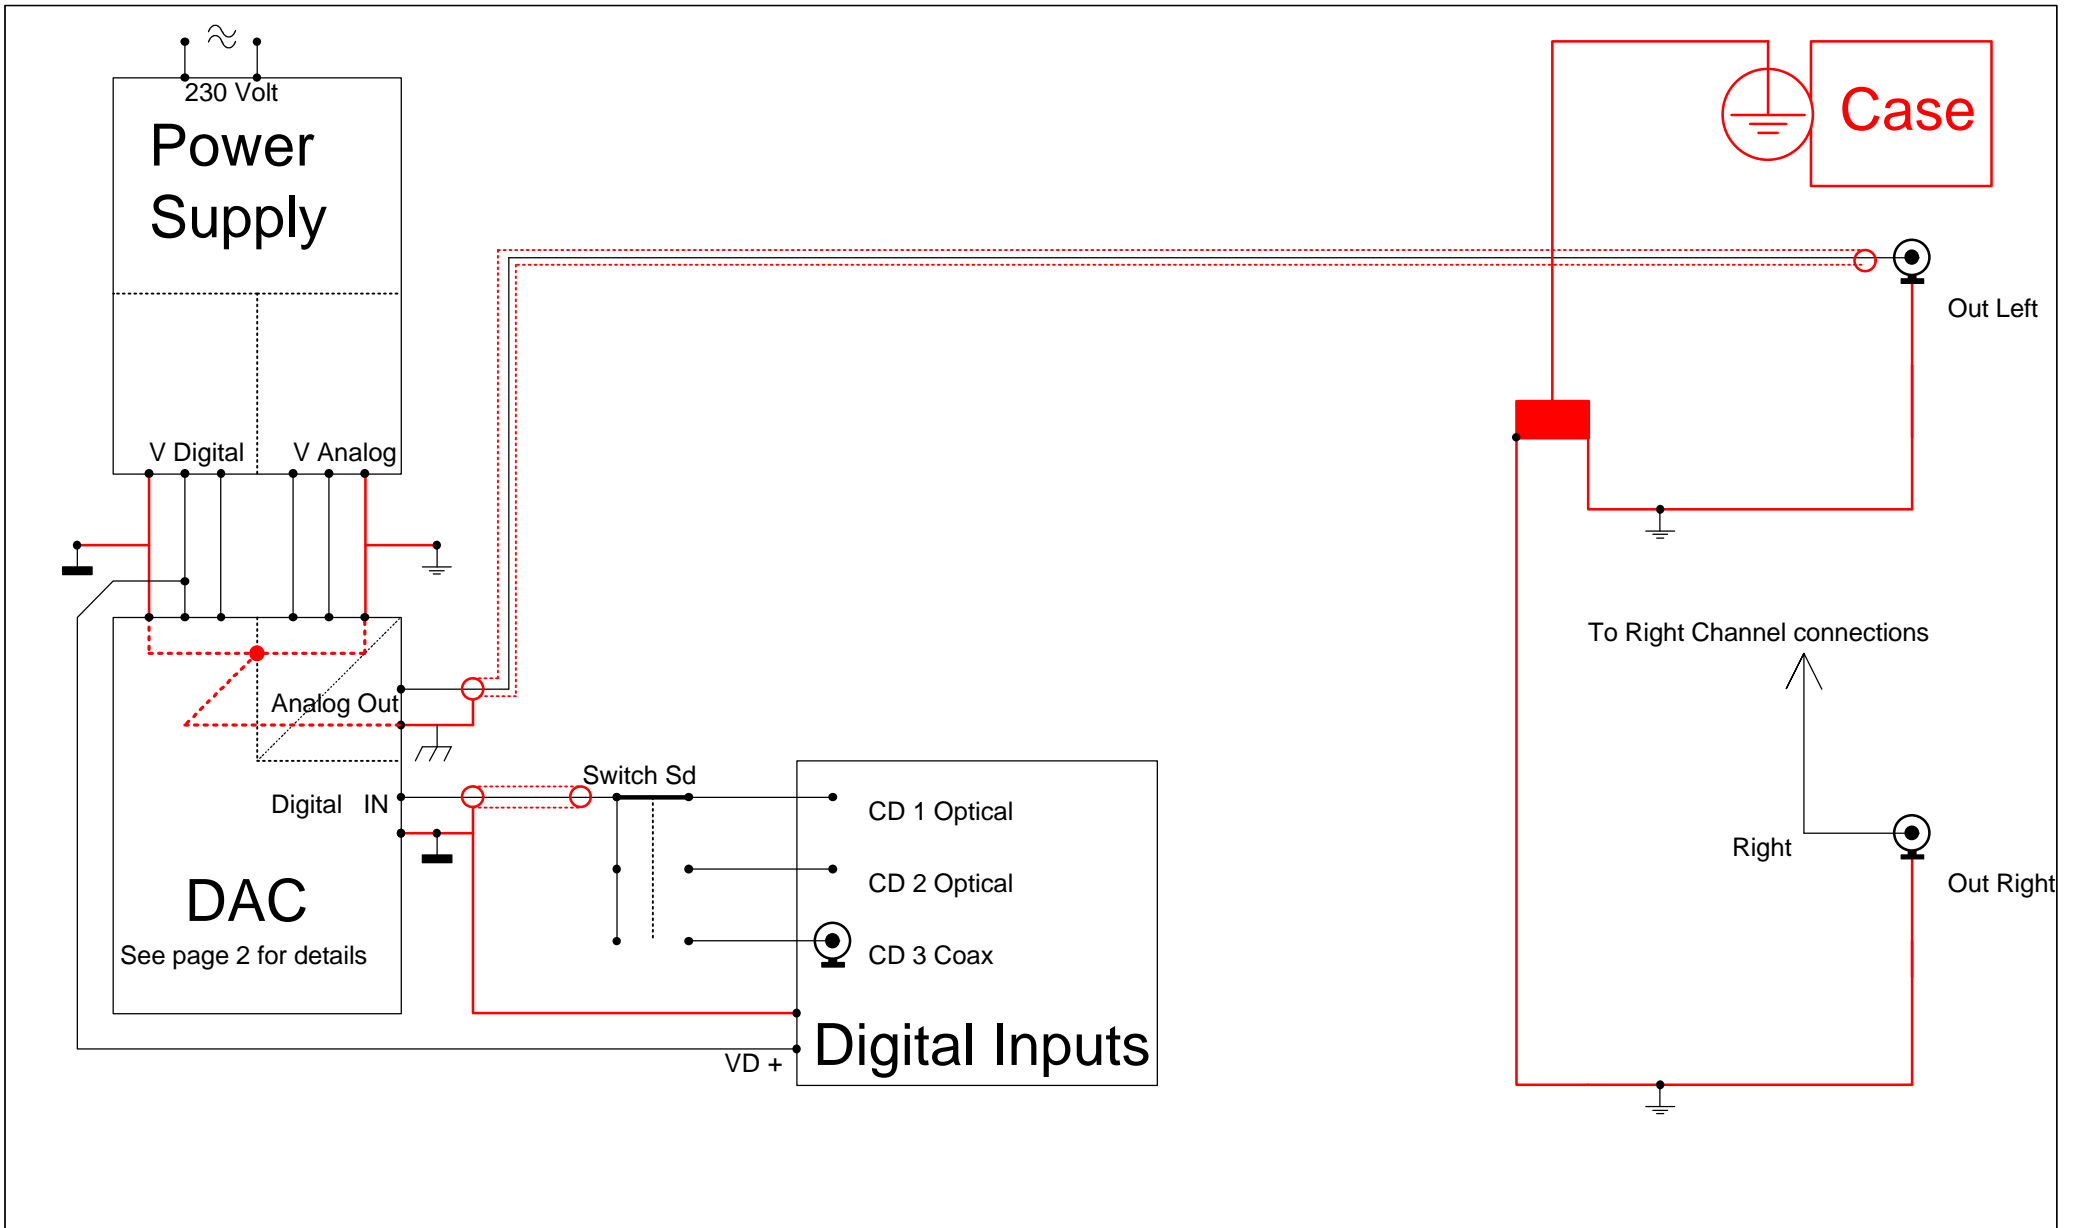 230 Volt
Power
Supply
Case
Out Left
V Digital
V Analog
To Right Channel connections
Analog Out
Switch Sd
Digital IN
CD 1 Optical
CD 2 Optical
CD 3 Coax
Right
Out Right
DAC
See page 2 for details
Digital Inputs
VD +